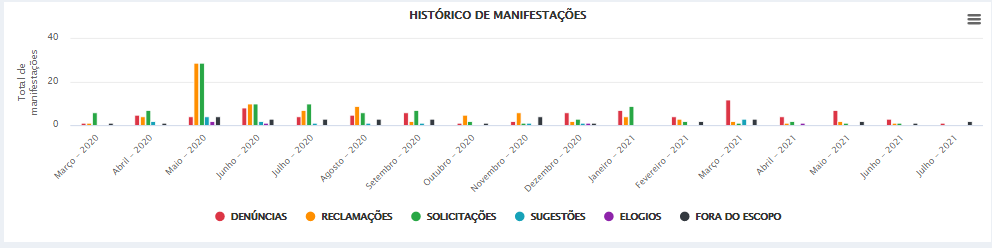 HISTÓRICO DE MANIFESTAÇÕES
Total de
manifestações
40
20
0
Março – 2020
Abril – 2020
Maio – 2020
Junho – 2020
Julho – 2020
Agosto – 2020
Setembro – 2020
Outubro – 2020
Novembro – 2020
Dezembro – 2020
Janeiro – 2021
Fevereiro – 2021
Março – 2021
Abril – 2021
Maio – 2021
Junho – 2021
Julho – 2021
DENÚNCIAS RECLAMAÇÕES SOLICITAÇÕES SUGESTÕES ELOGIOS FORA DO ESCOPO